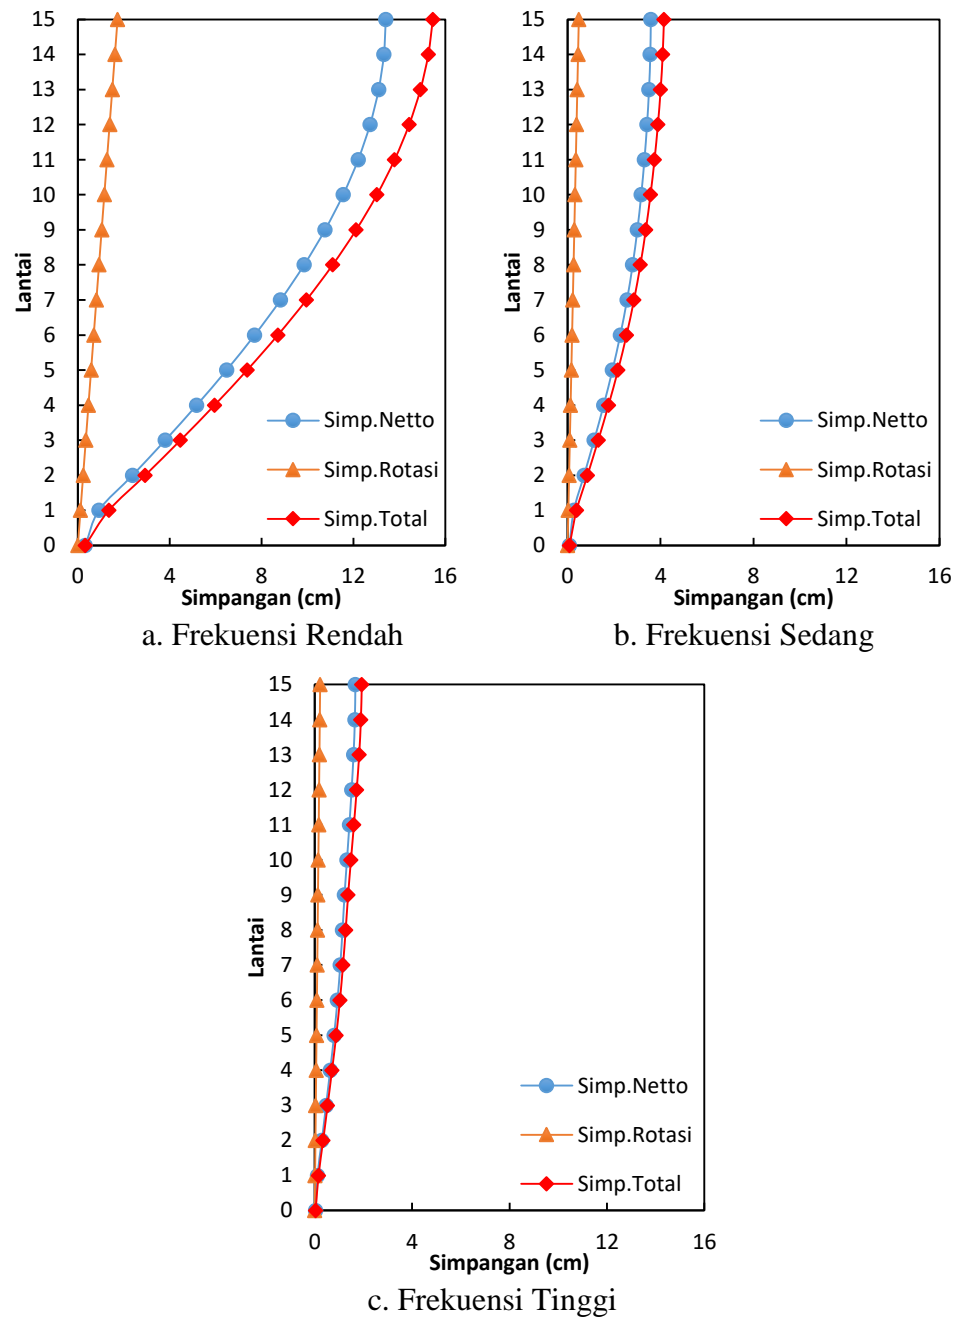 15
14
13
12
11
10
9
8
7
6
5
4
3
2
1
0
Lantai
Simp.Netto
Simp.Rotasi
Simp.Total
0 4 8 12 16
Simpangan (cm)
a. Frekuensi Rendah
15
14
13
12
11
10
9
8
7
6
5
4
3
2
1
0
Lantai
Simp.Netto
Simp.Rotasi
Simp.Total
0 4 8 12 16
Simpangan (cm)
b. Frekuensi Sedang
15
14
13
12
11
10
9
8
7
6
5
4
3
2
1
0
Lantai
Simp.Netto
Simp.Rotasi
Simp.Total
0 4 8 12 16
Simpangan (cm)
c. Frekuensi Tinggi